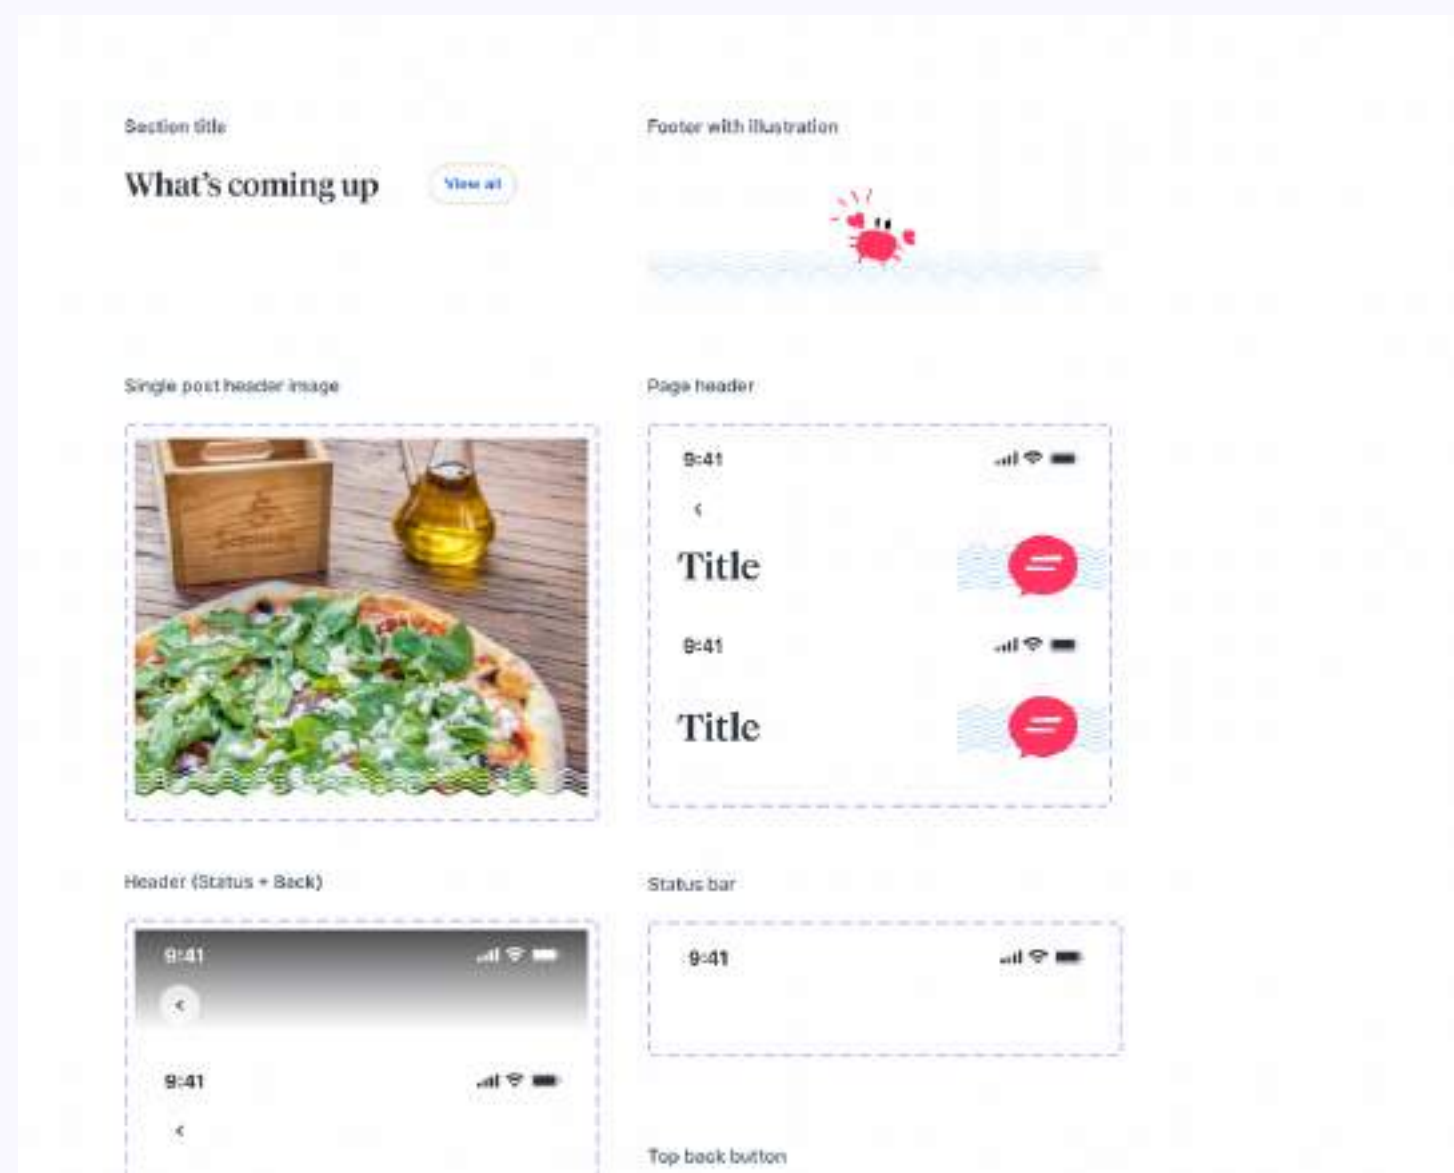 Section title
Footer with illustration
What's coming up
View all
Single post header image
Page header
9:41
Title
9:41
Title
Header (Status + Back)
Status bar
9:41
9:41
9:41
Top back button